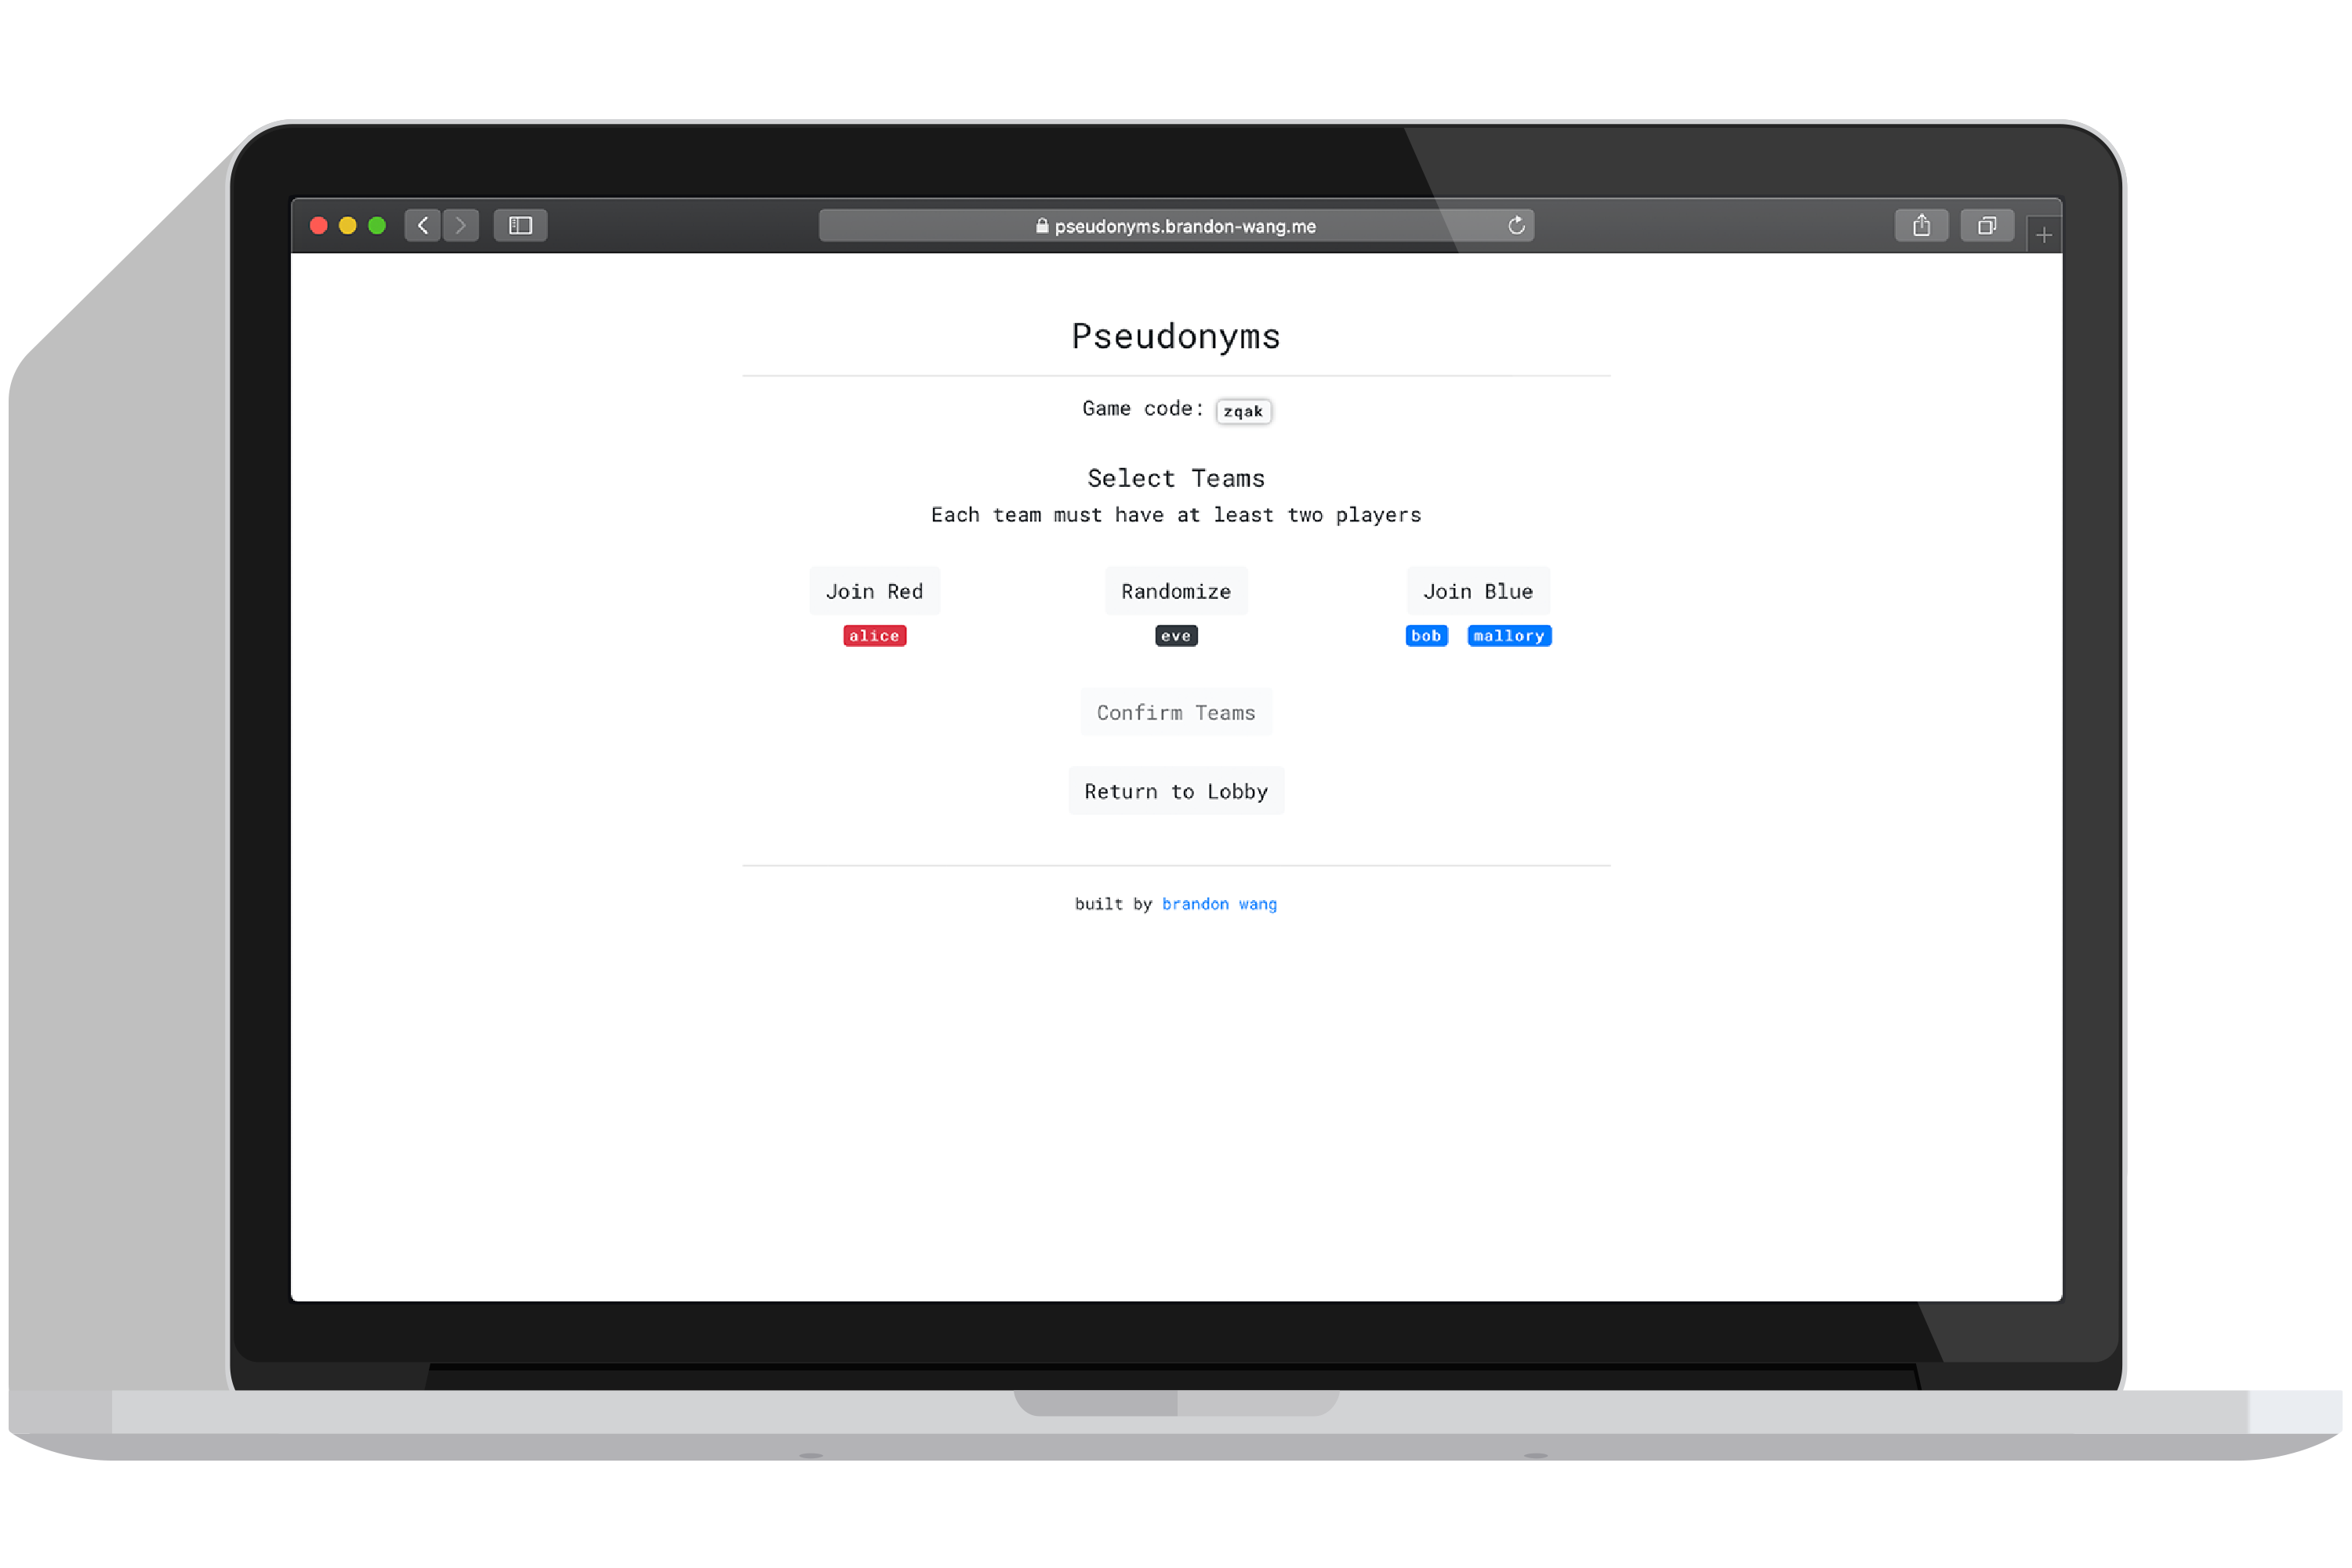 pseudonyms.brandon-wang.me
Pseudonyms
Game code: zqak
Select Teams
Each team must have at least two players
Join Red Randomize Join Blue
alice eve bob mallory
Confirm Teams
Return to Lobby
built by brandon wang